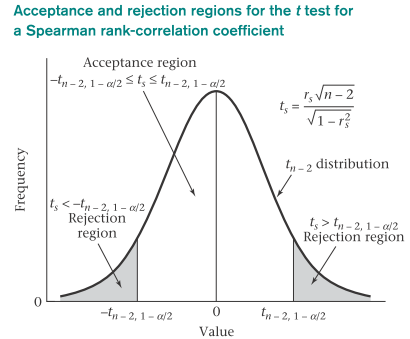 Acceptance and rejection regions for the t test for
a Spearman rank-correlation coefficient
Acceptance region
–tₙ₋₂, ₁₋α/₂ ≤ tₛ ≤ tₙ₋₂, ₁₋α/₂
tₛ = rₛ√(n – 2) / √(1 – rₛ²)
tₙ₋₂ distribution
Frequency
tₛ < –tₙ₋₂, ₁₋α/₂
Rejection
region
tₛ > tₙ₋₂, ₁₋α/₂
Rejection region
0
–tₙ₋₂, ₁₋α/₂
0
tₙ₋₂, ₁₋α/₂
Value